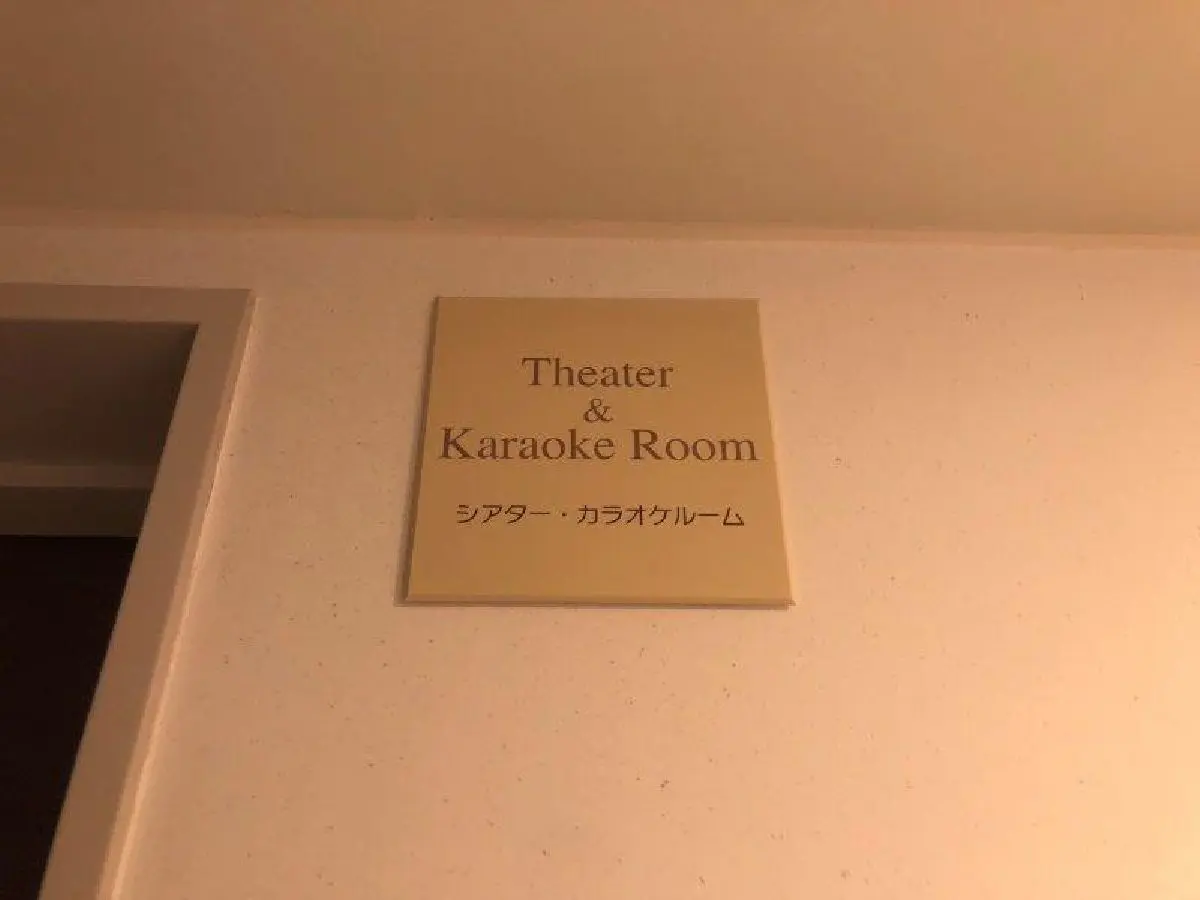 Theater
&
Karaoke Room
シアター・カラオケルーム